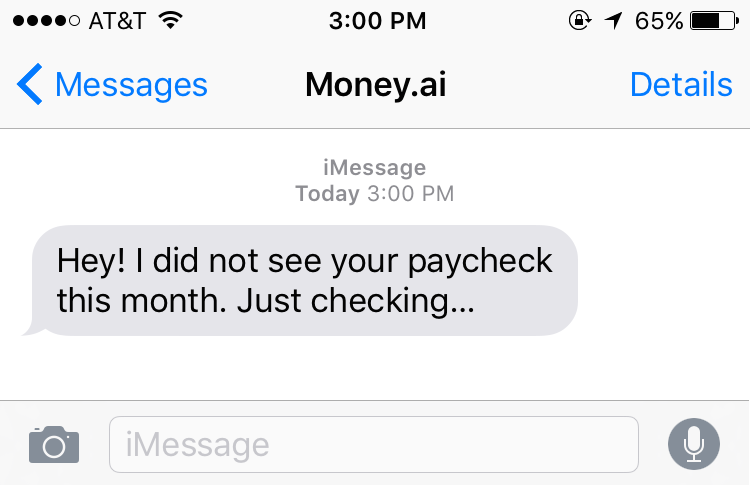 AT&T 3:00 PM 65%
Messages Money.ai Details
iMessage
Today 3:00 PM
Hey! I did not see your paycheck
this month. Just checking...
iMessage